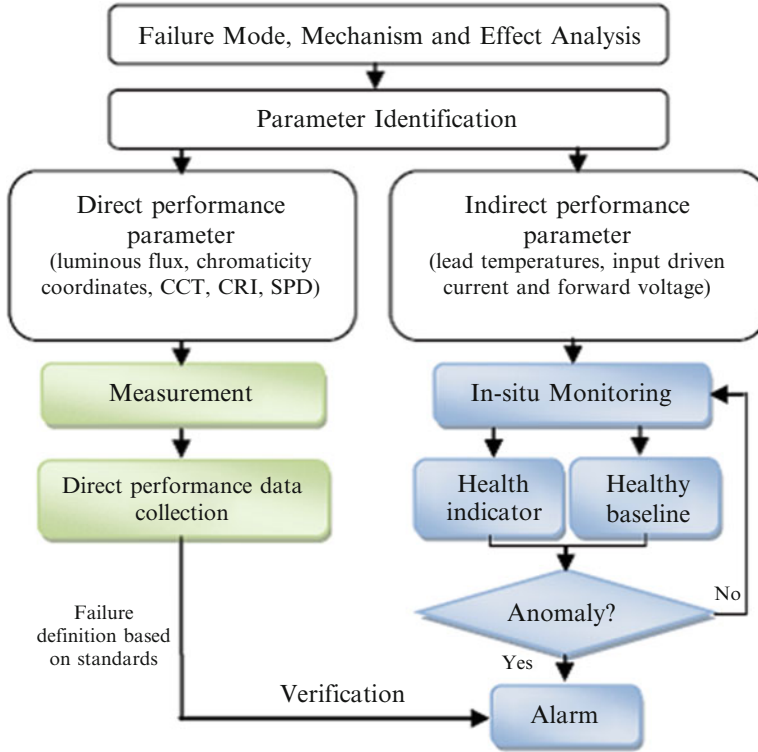 Failure Mode, Mechanism and Effect Analysis
Parameter Identification
Direct performance
parameter
(luminous flux, chromaticity
coordinates, CCT, CRI, SPD)
Indirect performance
parameter
(lead temperatures, input driven
current and forward voltage)
Measurement
Direct performance data
collection
In-situ Monitoring
Health
indicator
Healthy
baseline
Anomaly?
No
Yes
Failure
definition based
on standards
Verification
Alarm